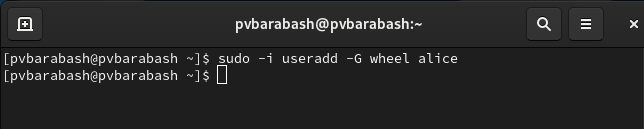 pvbarabash@pvbarabash:~
[pvbarabash@pvbarabash ~]$ sudo -i useradd -G wheel alice
[pvbarabash@pvbarabash ~]$